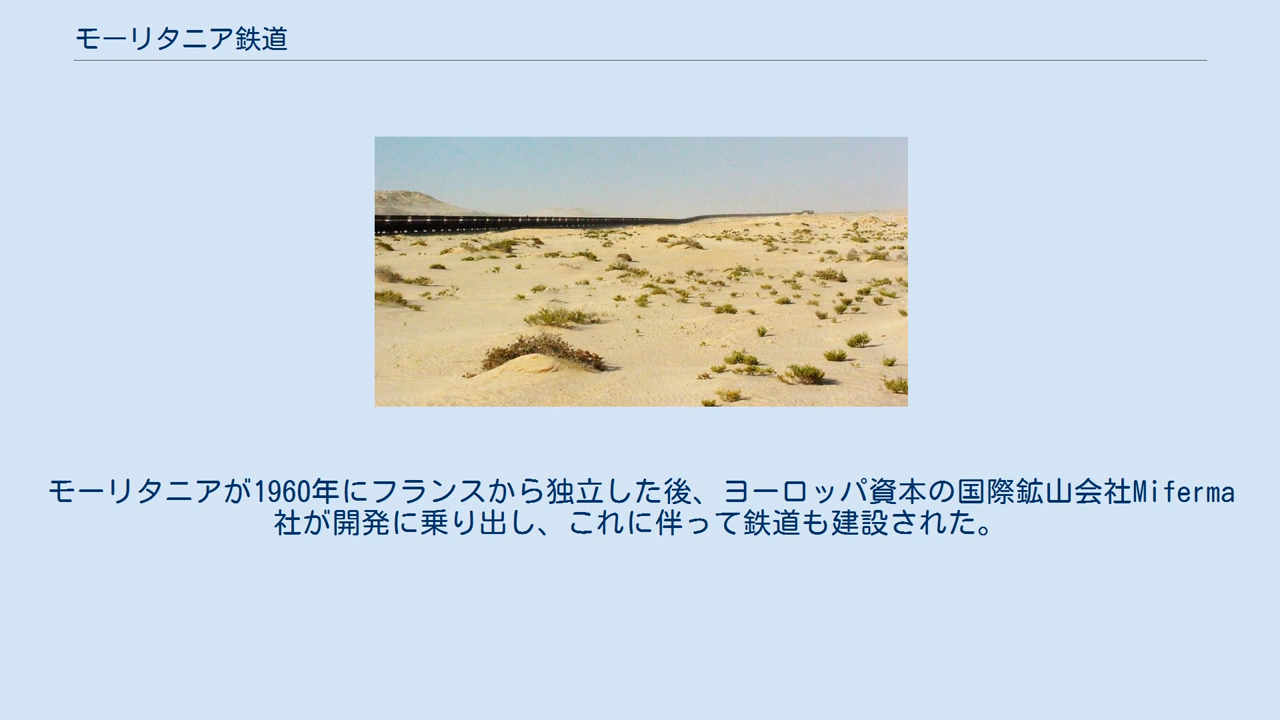 モーリタニア鉄道
モーリタニアが1960年にフランスから独立した後、ヨーロッパ資本の国際鉱山会社Miferma
社が開発に乗り出し、これに伴って鉄道も建設された。